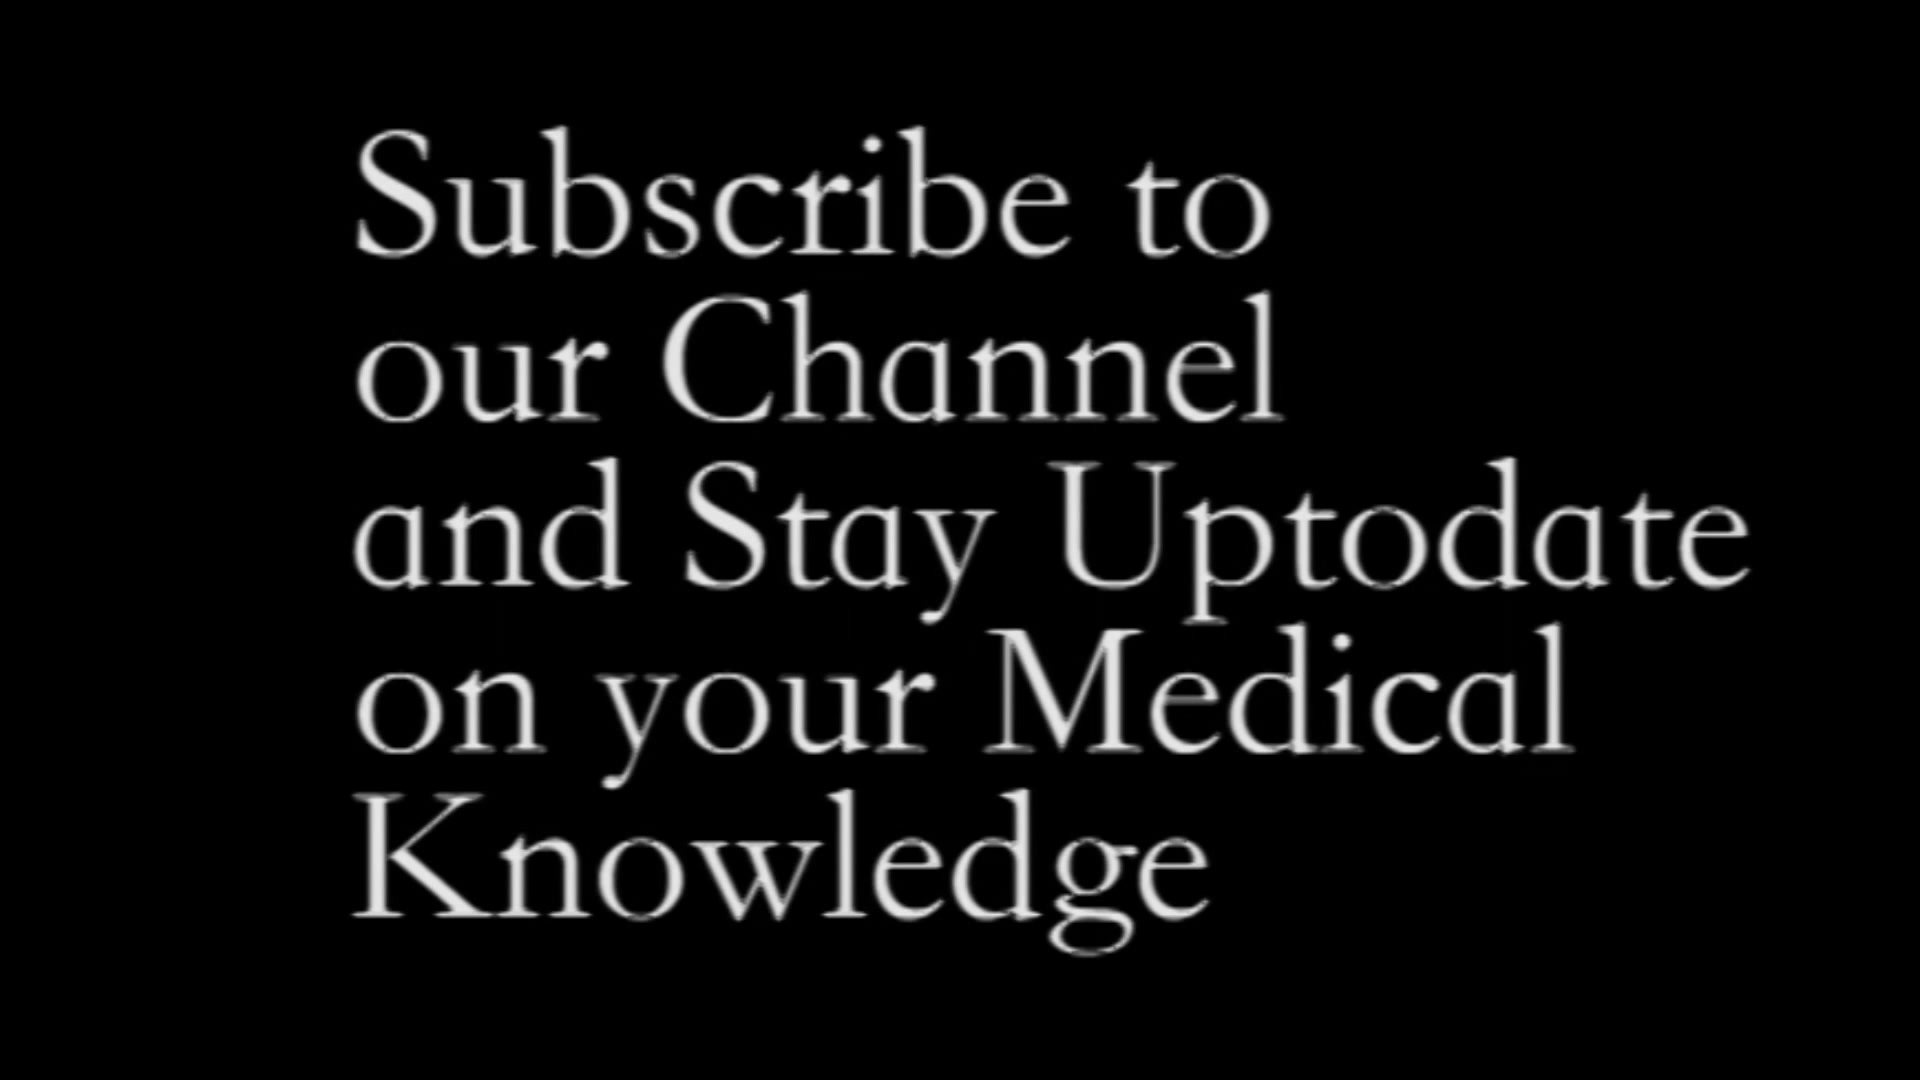 Subscribe to
our Channel
and Stay Uptodate
on your Medical
Knowledge